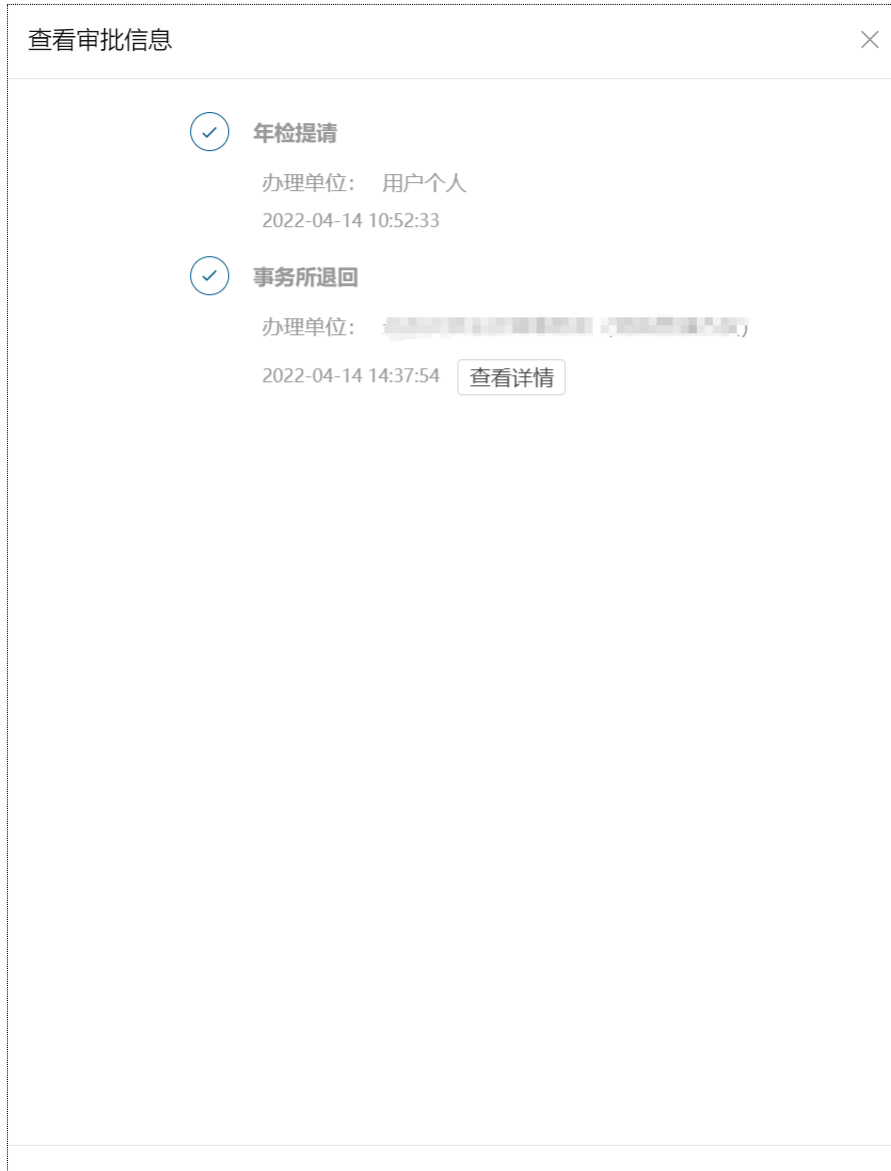 查看审批信息
年检提请
办理单位： 用户个人
2022-04-14 10:52:33
事务所退回
办理单位：
2022-04-14 14:37:54 查看详情